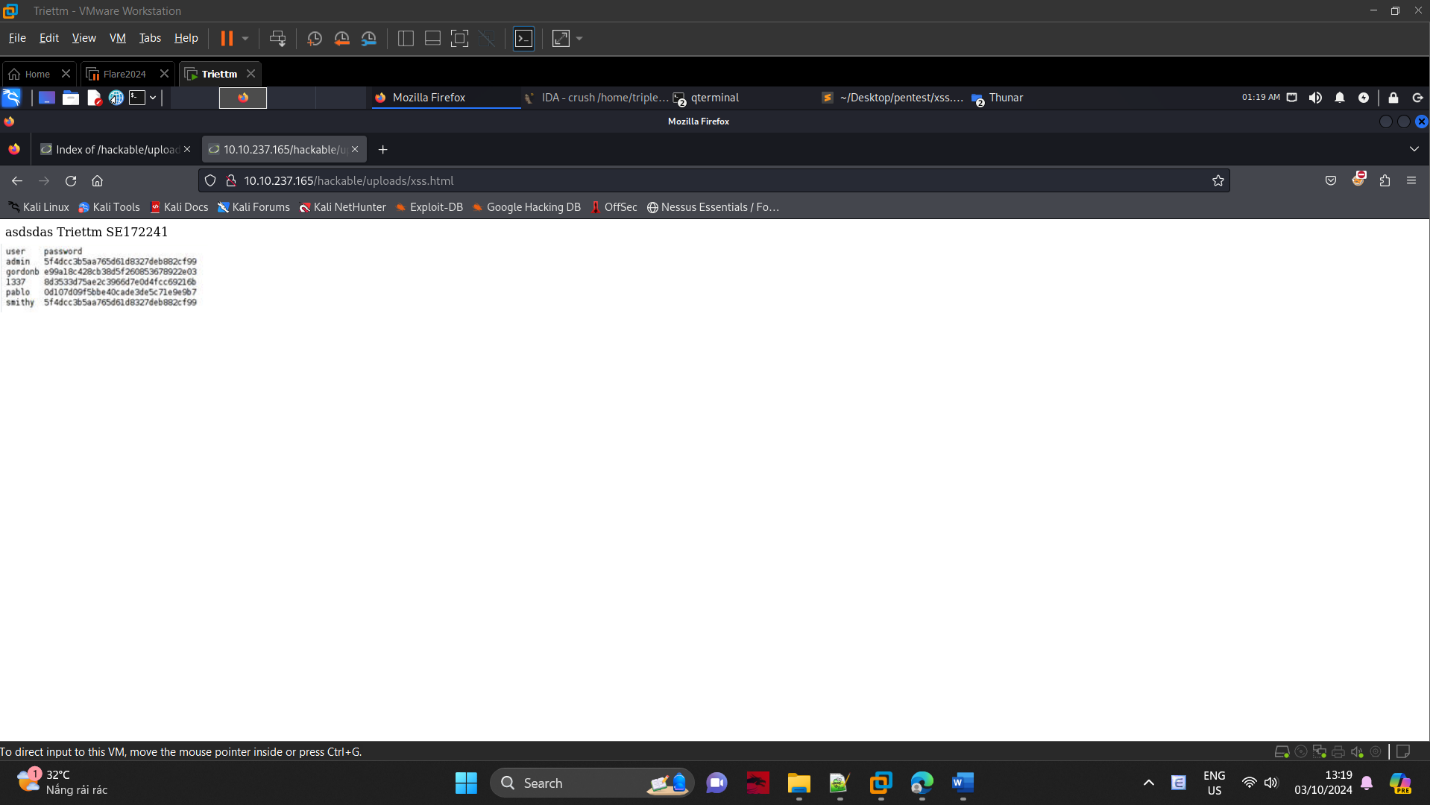 Triettm - VMware Workstation
File Edit View VM Tabs Help
Home Flare2024 Triettm
Mozilla Firefox IDA - crush /home/triple... 2 qterminal ~/Desktop/pentest/xss.... 2 Thunar 01:19 AM
Mozilla Firefox
Index of /hackable/upload 10.10.237.165/hackable/u
10.10.237.165/hackable/uploads/xss.html
Kali Linux Kali Tools Kali Docs Kali Forums Kali NetHunter Exploit-DB Google Hacking DB OffSec Nessus Essentials / Fo...
asdsdas Triettm SE172241
user password
admin 5f4dcc3b5aa765d61d8327deb882cf99
gordonb e99a18c428cb38d5f260853678922e03
1337 8d3533d75ae2c3966d7e0d4fcc69216b
pablo 0d107d09f5bbe40cade3de5c71e9e9b7
smithy 5f4dcc3b5aa765d61d8327deb882cf99
To direct input to this VM, move the mouse pointer inside or press Ctrl+G.
1 32°C
Nắng rải rác
Search
ENG
US
13:19
03/10/2024
PRE